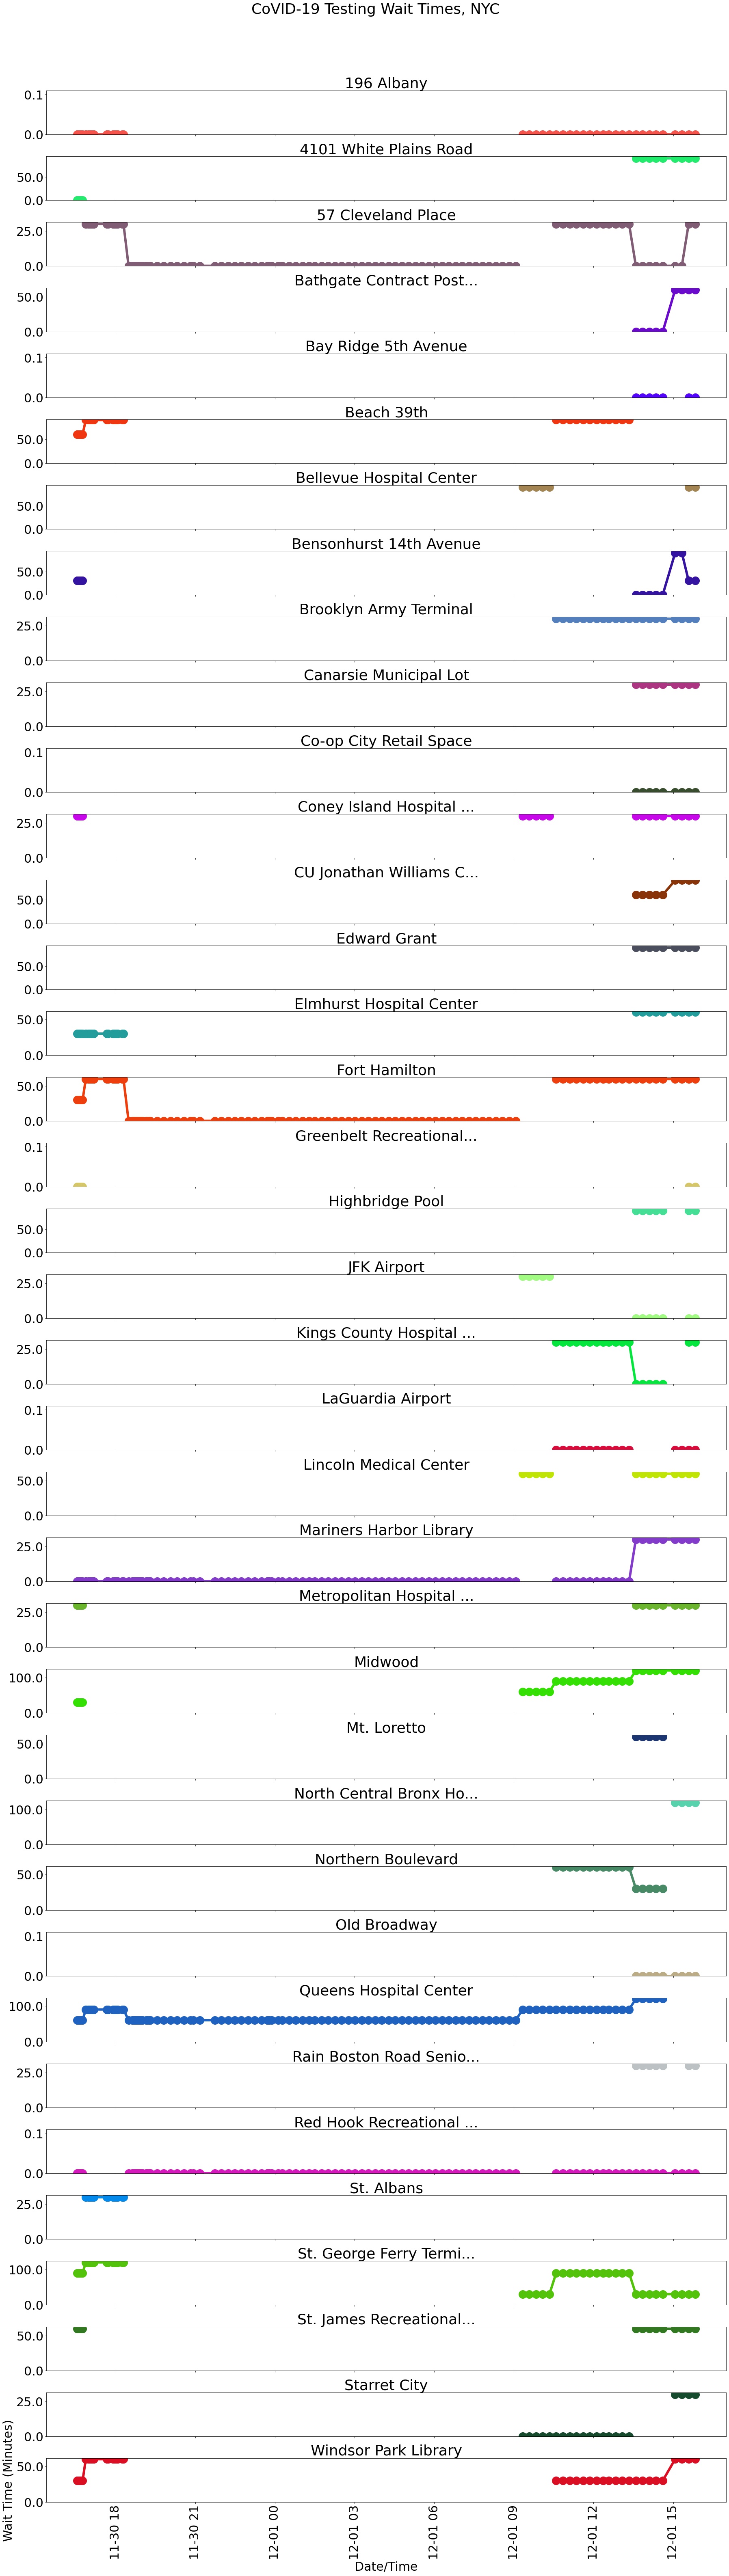 CoVID-19 Testing Wait Times, NYC
196 Albany
0.1
0.0
4101 White Plains Road
50.0
0.0
57 Cleveland Place
25.0
0.0
Bathgate Contract Post...
50.0
0.0
Bay Ridge 5th Avenue
0.1
0.0
Beach 39th
50.0
0.0
Bellevue Hospital Center
50.0
0.0
Bensonhurst 14th Avenue
50.0
0.0
Brooklyn Army Terminal
25.0
0.0
Canarsie Municipal Lot
25.0
0.0
Co-op City Retail Space
0.1
0.0
Coney Island Hospital ...
25.0
0.0
CU Jonathan Williams C...
50.0
0.0
Edward Grant
50.0
0.0
Elmhurst Hospital Center
50.0
0.0
Fort Hamilton
50.0
0.0
Greenbelt Recreational...
0.1
0.0
Highbridge Pool
50.0
0.0
JFK Airport
25.0
0.0
Kings County Hospital ...
25.0
0.0
LaGuardia Airport
0.1
0.0
Lincoln Medical Center
50.0
0.0
Mariners Harbor Library
25.0
0.0
Metropolitan Hospital ...
25.0
0.0
Midwood
100.0
0.0
Mt. Loretto
50.0
0.0
North Central Bronx Ho...
100.0
0.0
Northern Boulevard
50.0
0.0
Old Broadway
0.1
0.0
Queens Hospital Center
100.0
0.0
Rain Boston Road Senio...
25.0
0.0
Red Hook Recreational ...
0.1
0.0
St. Albans
25.0
0.0
St. George Ferry Termi...
100.0
0.0
St. James Recreational...
50.0
0.0
Starret City
25.0
0.0
Windsor Park Library
50.0
0.0
Wait Time (Minutes)
11-30 18
11-30 21
12-01 00
12-01 03
12-01 06
12-01 09
12-01 12
12-01 15
Date/Time